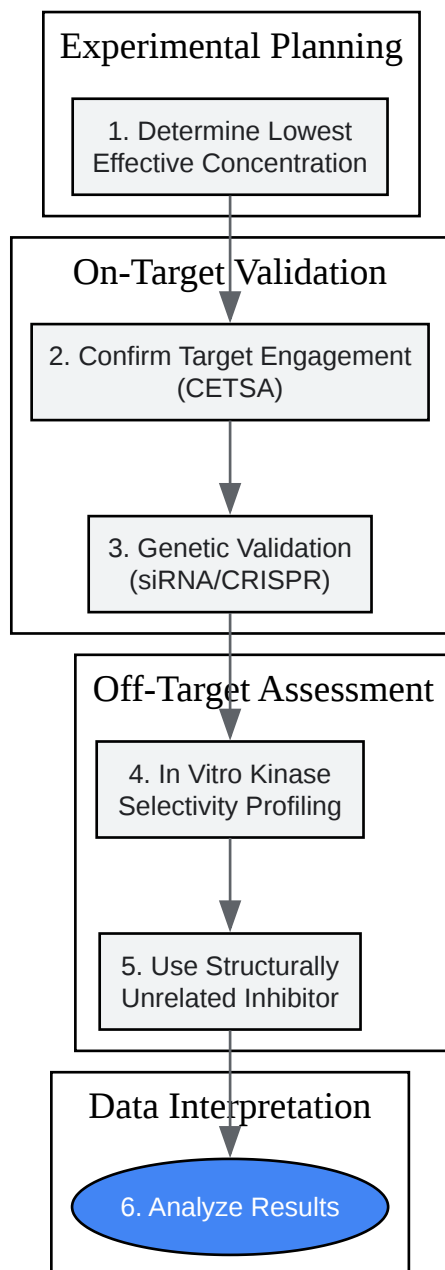 Experimental Planning
1. Determine Lowest
Effective Concentration
On-Target Validation
2. Confirm Target Engagement
(CETSA)
3. Genetic Validation
(siRNA/CRISPR)
Off-Target Assessment
4. In Vitro Kinase
Selectivity Profiling
5. Use Structurally
Unrelated Inhibitor
Data Interpretation
6. Analyze Results